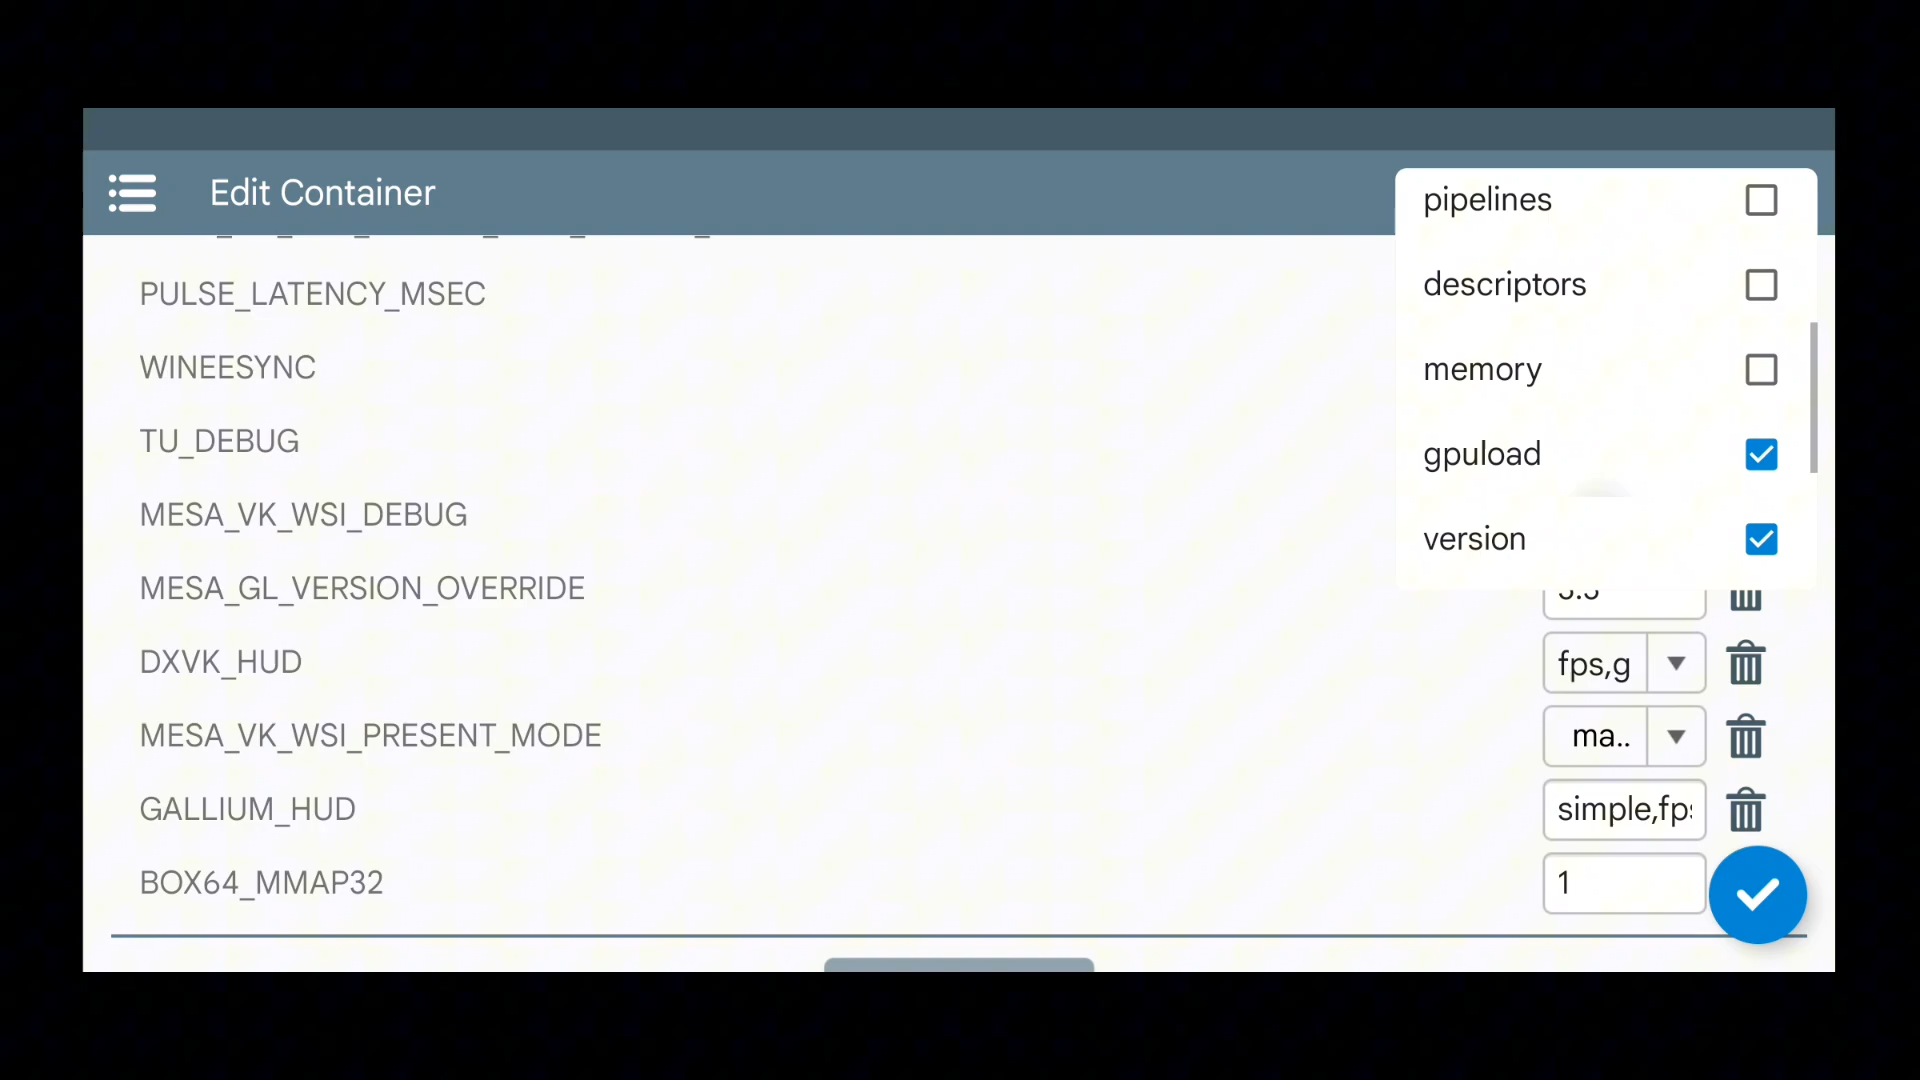 Edit Container
pipelines
descriptors
memory
gpuload
version
PULSE_LATENCY_MSEC
WINEESYNC
TU_DEBUG
MESA_VK_WSI_DEBUG
MESA_GL_VERSION_OVERRIDE
DXVK_HUD
fps,g
MESA_VK_WSI_PRESENT_MODE
ma..
GALLIUM_HUD
simple,fps
BOX64_MMAP32
1